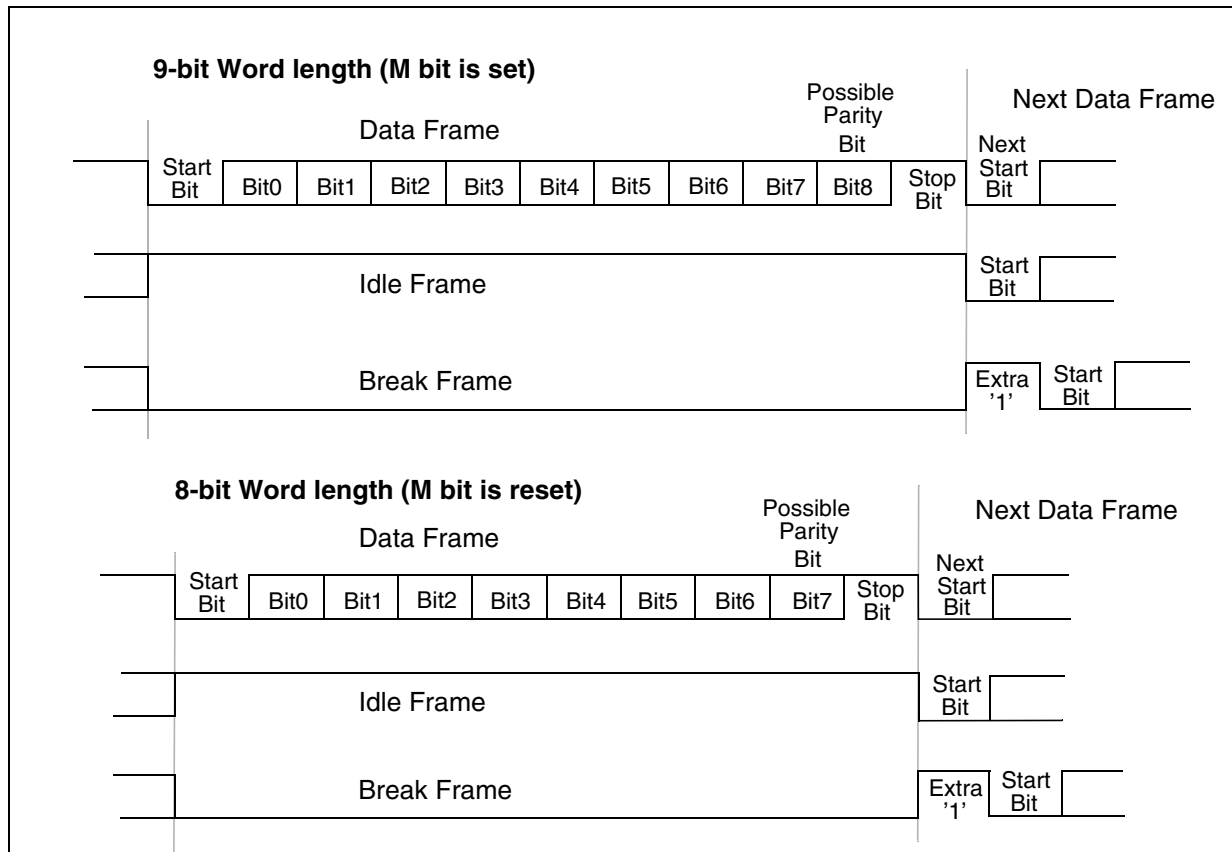 9-bit Word length (M bit is set)
Possible
Parity
Bit
Next Data Frame
Data Frame
Start
Bit
Bit0
Bit1
Bit2
Bit3
Bit4
Bit5
Bit6
Bit7
Bit8
Stop
Bit
Next
Start
Bit
Idle Frame
Start
Bit
Break Frame
Extra
'1'
Start
Bit
8-bit Word length (M bit is reset)
Possible
Parity
Bit
Next Data Frame
Data Frame
Start
Bit
Bit0
Bit1
Bit2
Bit3
Bit4
Bit5
Bit6
Bit7
Stop
Bit
Next
Start
Bit
Idle Frame
Start
Bit
Break Frame
Extra
'1'
Start
Bit